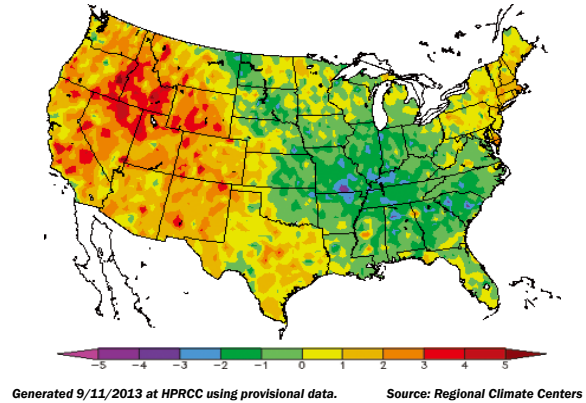 −5 −4 −3 −2 −1 0 1 2 3 4 5
Generated 9/11/2013 at HPRCC using provisional data. Source: Regional Climate Centers